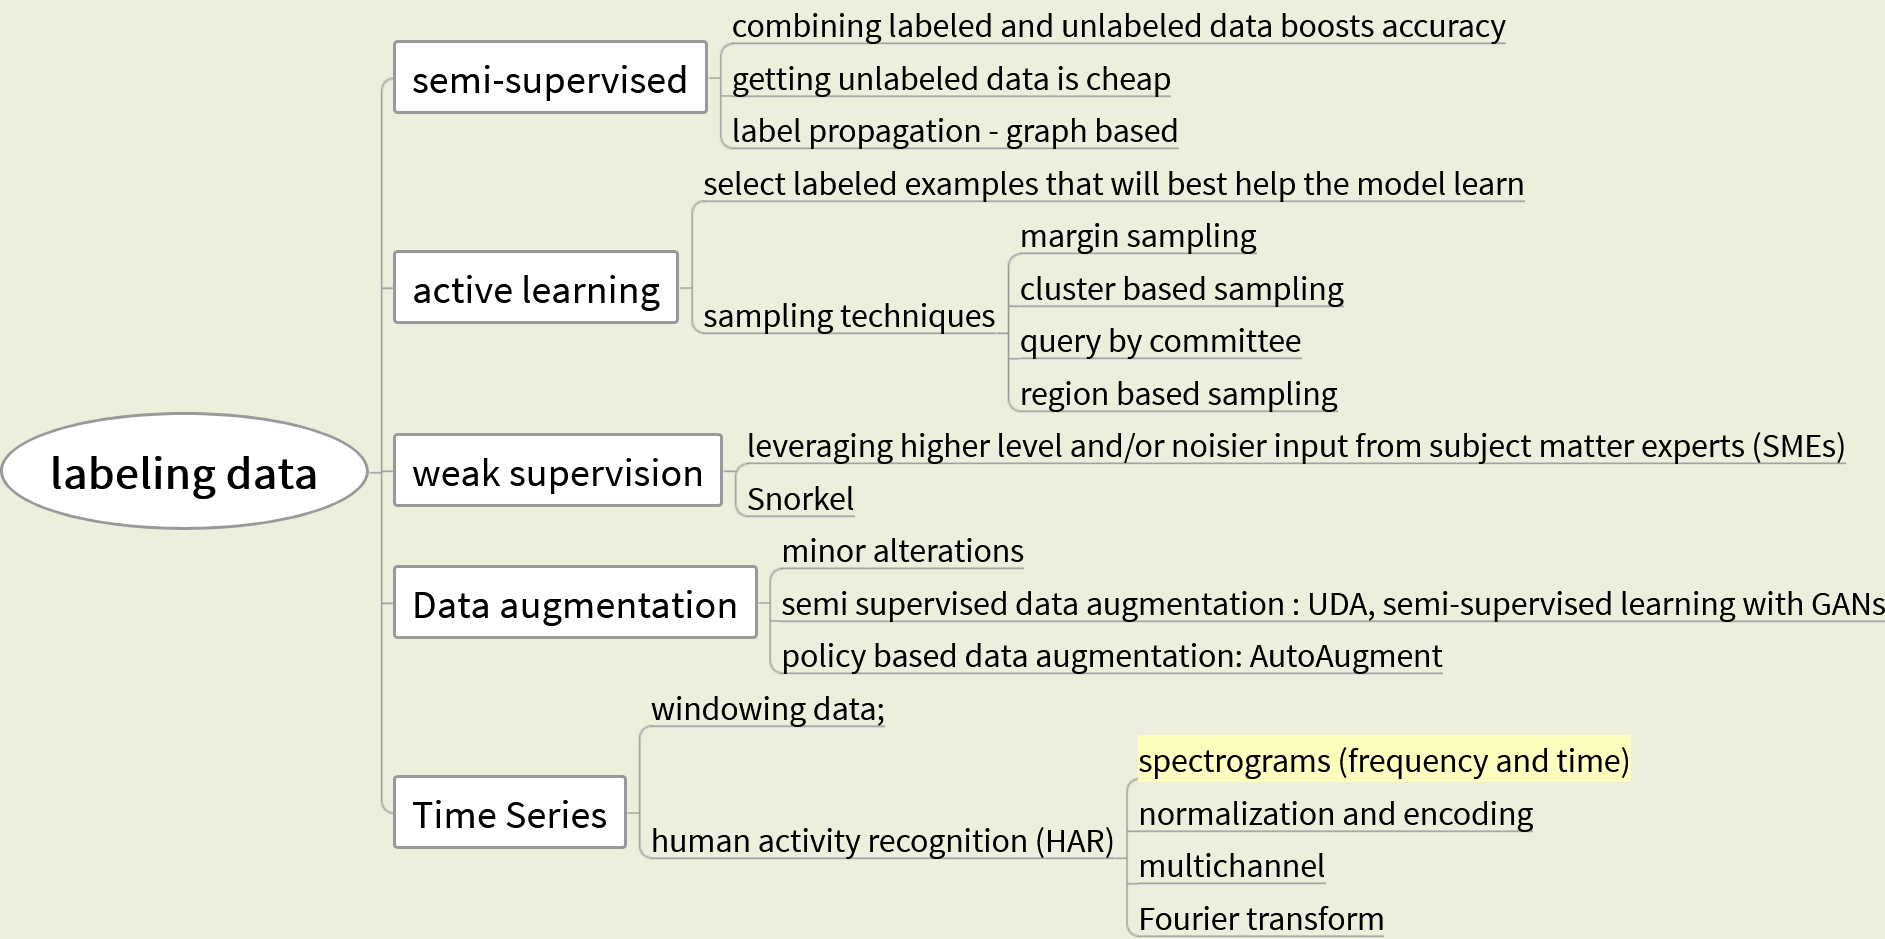 labeling data
semi-supervised
combining labeled and unlabeled data boosts accuracy
getting unlabeled data is cheap
label propagation - graph based
active learning
select labeled examples that will best help the model learn
sampling techniques
margin sampling
cluster based sampling
query by committee
region based sampling
weak supervision
leveraging higher level and/or noisier input from subject matter experts (SMEs)
Snorkel
Data augmentation
minor alterations
semi supervised data augmentation : UDA, semi-supervised learning with GANs
policy based data augmentation: AutoAugment
Time Series
windowing data;
human activity recognition (HAR)
spectrograms (frequency and time)
normalization and encoding
multichannel
Fourier transform